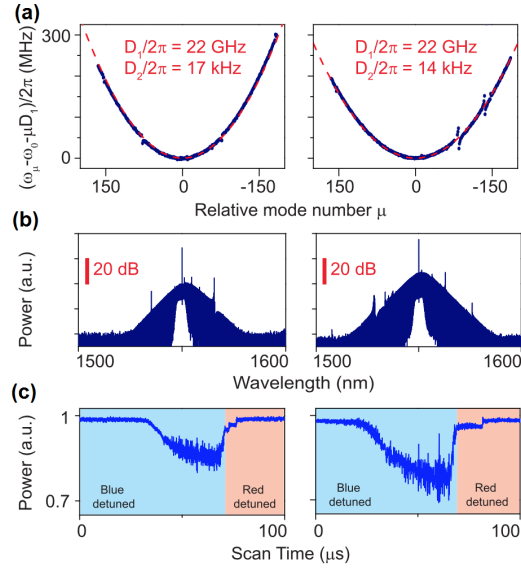 (a)
300
0
(ω_μ-ω_0-μD_1)/2π (MHz)
D_1/2π = 22 GHz
D_2/2π = 17 kHz
D_1/2π = 22 GHz
D_2/2π = 14 kHz
150 0 -150 150 0 -150
Relative mode number μ
(b)
Power (a.u.)
20 dB
20 dB
1500 1600 1500 1600
Wavelength (nm)
(c)
Power (a.u.)
1
0.7
Blue
detuned
Red
detuned
Blue
detuned
Red
detuned
0 100 0 100
Scan Time (μs)